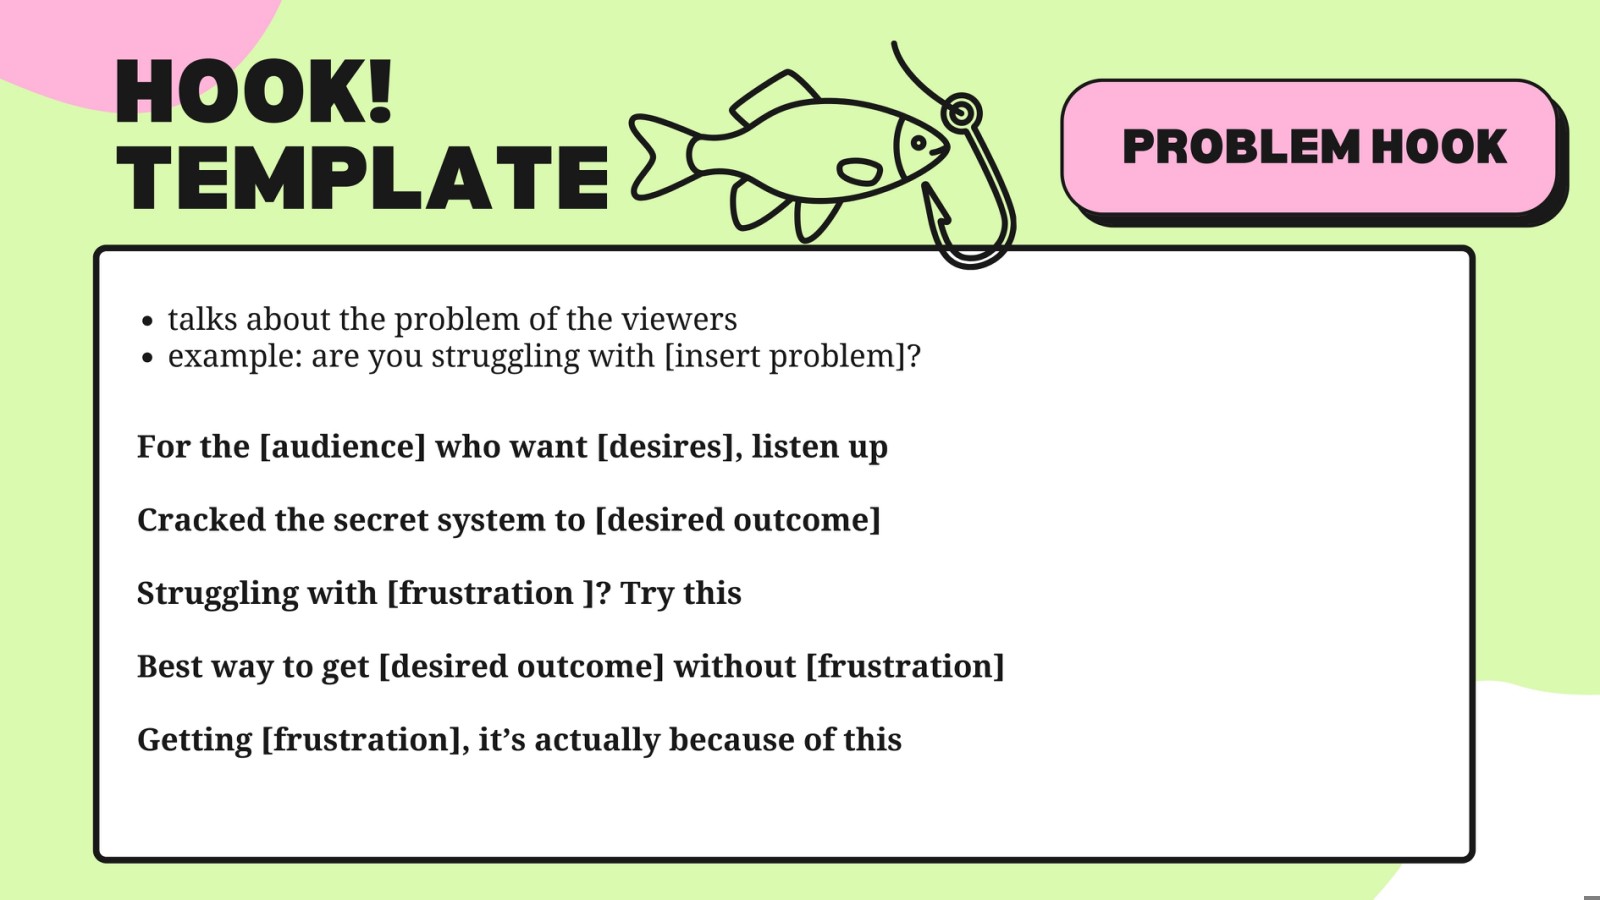 HOOK!
TEMPLATE
PROBLEM HOOK
• talks about the problem of the viewers
• example: are you struggling with [insert problem]?
For the [audience] who want [desires], listen up
Cracked the secret system to [desired outcome]
Struggling with [frustration ]? Try this
Best way to get [desired outcome] without [frustration]
Getting [frustration], it’s actually because of this